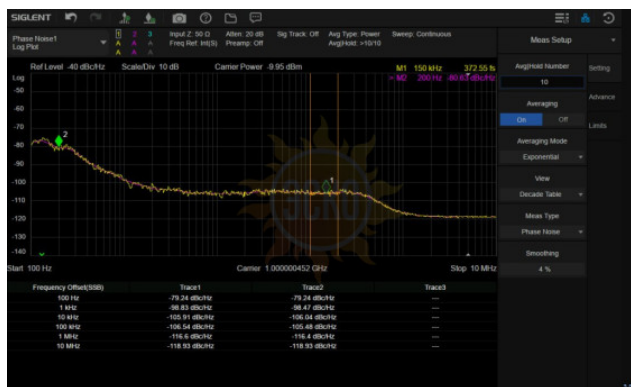 SIGLENT
Phase Noise1
Log Plot
1 2 3
A A A
A A A
Input Z: 50 Ω
Freq Ref: Int(S)
Atten: 20 dB
Preamp: Off
Sig Track: Off
Avg Type: Power
Avg|Hold: >10/10
Sweep: Continuous
Meas Setup
Ref Level -40 dBc/Hz Scale/Div 10 dB Carrier Power -9.95 dBm
M1 150 kHz 372.55 fs
> M2 200 Hz -80.63 dBc/Hz
Log
-50
-60
-70
-80
-90
-100
-110
-120
-130
-140
2
1
Start 100 Hz Carrier 1.000000452 GHz Stop 10 MHz
Frequency Offset(SSB) Trace1 Trace2 Trace3
100 Hz -79.24 dBc/Hz -79.24 dBc/Hz ---
1 kHz -98.83 dBc/Hz -98.47 dBc/Hz ---
10 kHz -105.91 dBc/Hz -106.04 dBc/Hz ---
100 kHz -106.54 dBc/Hz -105.48 dBc/Hz ---
1 MHz -116.6 dBc/Hz -116.4 dBc/Hz ---
10 MHz -118.93 dBc/Hz -118.93 dBc/Hz ---
Avg|Hold Number
10
Averaging
On Off
Averaging Mode
Exponential
View
Decade Table
Meas Type
Phase Noise
Smoothing
4 %
Setting
Advance
Limits